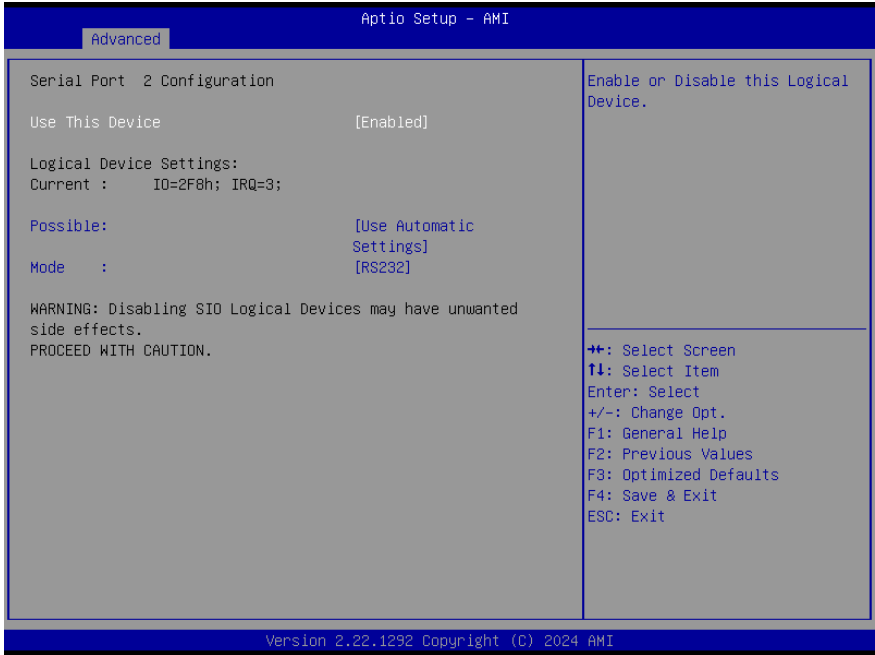 Aptio Setup – AMI
Advanced
Serial Port  2 Configuration
Use This Device [Enabled]
Logical Device Settings:
Current :     IO=2F8h; IRQ=3;
Possible: [Use Automatic
Settings]
Mode    : [RS232]
WARNING: Disabling SIO Logical Devices may have unwanted
side effects.
PROCEED WITH CAUTION.
Enable or Disable this Logical
Device.
→←: Select Screen
↑↓: Select Item
Enter: Select
+/-: Change Opt.
F1: General Help
F2: Previous Values
F3: Optimized Defaults
F4: Save & Exit
ESC: Exit
Version 2.22.1292 Copyright (C) 2024 AMI